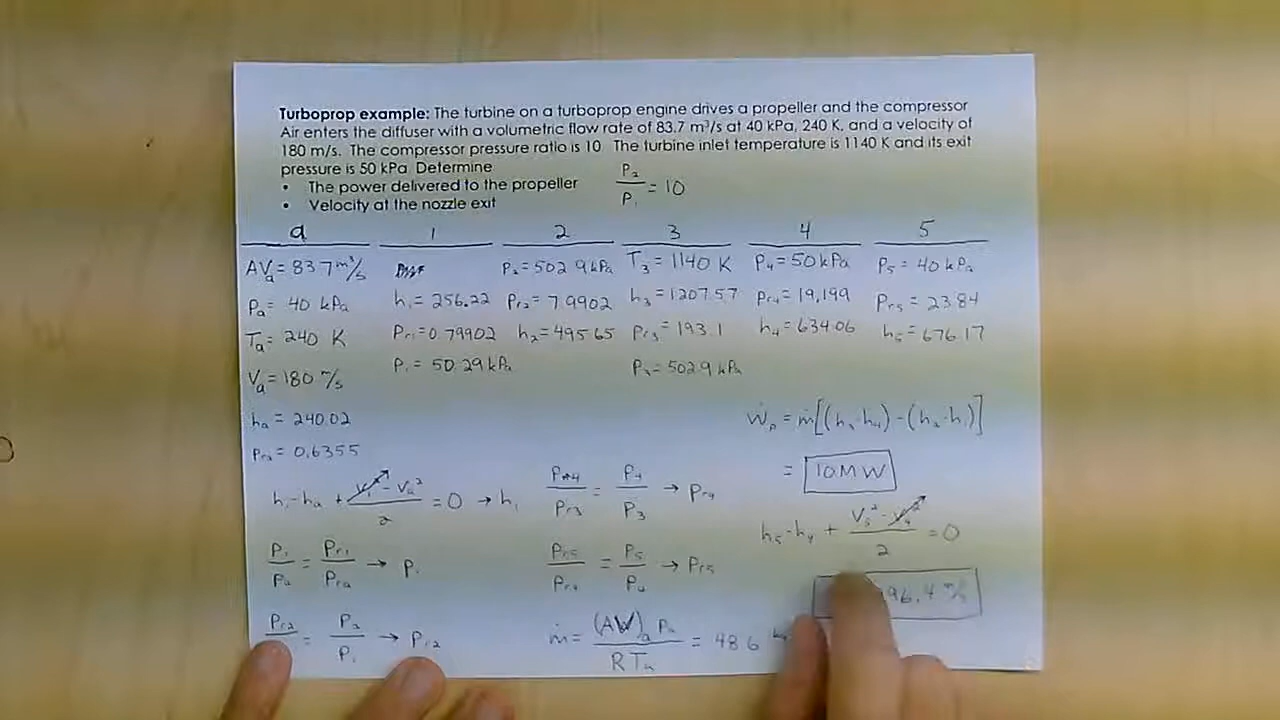 Turboprop example: The turbine on a turboprop engine drives a propeller and the compressor
Air enters the diffuser with a volumetric flow rate of 83.7 m³/s at 40 kPa, 240 K, and a velocity of
180 m/s. The compressor pressure ratio is 10 The turbine inlet temperature is 1140 K and its exit
pressure is 50 kPa Determine
• The power delivered to the propeller
• Velocity at the nozzle exit
P₂/P₁ = 10
a 1 2 3 4 5
AVₐ = 83.7 m³/s P₂ = 502.9 kPa T₃ = 1140 K P₄ = 50 kPa P₅ = 40 kPa
Pₐ = 40 kPa h₁ = 256.22 Pr₂ = 7.9902 h₃ = 1207.57 Pr₄ = 19.199 Pr₅ = 23.84
Tₐ = 240 K Pr₁ = 0.79902 h₂ = 495.65 Pr₃ = 193.1 h₄ = 634.06 h₅ = 676.17
Vₐ = 180 m/s P₁ = 50.29 kPa P₃ = 502.9 kPa
hₐ = 240.02
Prₐ = 0.6355
Ẇp = ṁ[(h₃-h₄) - (h₂-h₁)]
= 10 MW
h₁-hₐ + (V₁² - Vₐ²)/2 = 0 → h₁
Pr4/Pr3 = P₄/P₃ → Pr4
h₅-h₄ + (V₅² - V₄²)/2 = 0
P₁/Pₐ = Pr1/Pra → P₁
Pr5/Pr4 = P₅/P₄ → Pr5
96.4 m/s
Pr2/ = P₂/P₁ → Pr2
ṁ = (AV)ₐ Pₐ/RTₐ = 48.6